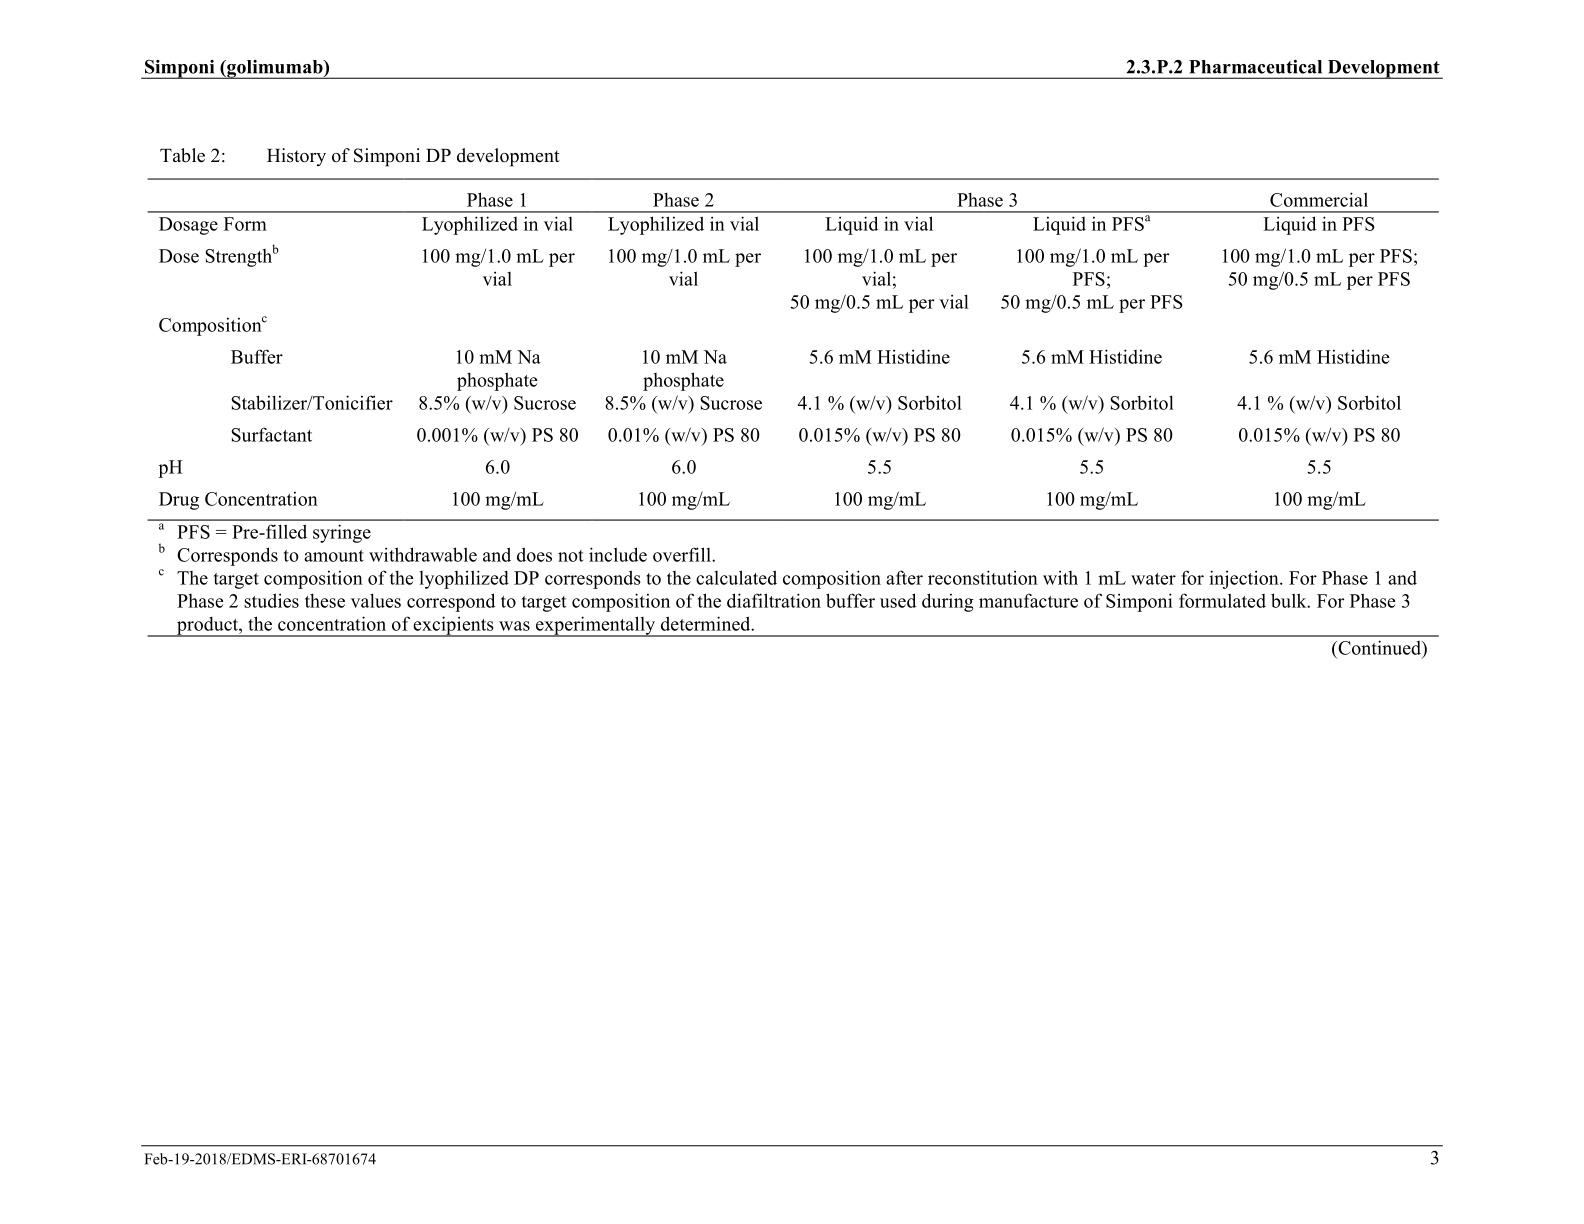 Simponi (golimumab) 2.3.P.2 Pharmaceutical Development
Table 2: History of Simponi DP development
Phase 1 Phase 2 Phase 3 Commercial
Dosage Form Lyophilized in vial Lyophilized in vial Liquid in vial Liquid in PFSa Liquid in PFS
Dose Strengthb 100 mg/1.0 mL per 100 mg/1.0 mL per 100 mg/1.0 mL per 100 mg/1.0 mL per 100 mg/1.0 mL per PFS;
vial vial vial; PFS; 50 mg/0.5 mL per PFS
50 mg/0.5 mL per vial 50 mg/0.5 mL per PFS
Compositionc
Buffer 10 mM Na 10 mM Na 5.6 mM Histidine 5.6 mM Histidine 5.6 mM Histidine
phosphate phosphate
Stabilizer/Tonicifier 8.5% (w/v) Sucrose 8.5% (w/v) Sucrose 4.1 % (w/v) Sorbitol 4.1 % (w/v) Sorbitol 4.1 % (w/v) Sorbitol
Surfactant 0.001% (w/v) PS 80 0.01% (w/v) PS 80 0.015% (w/v) PS 80 0.015% (w/v) PS 80 0.015% (w/v) PS 80
pH 6.0 6.0 5.5 5.5 5.5
Drug Concentration 100 mg/mL 100 mg/mL 100 mg/mL 100 mg/mL 100 mg/mL
a PFS = Pre-filled syringe
b Corresponds to amount withdrawable and does not include overfill.
c The target composition of the lyophilized DP corresponds to the calculated composition after reconstitution with 1 mL water for injection. For Phase 1 and
Phase 2 studies these values correspond to target composition of the diafiltration buffer used during manufacture of Simponi formulated bulk. For Phase 3
product, the concentration of excipients was experimentally determined.
(Continued)
Feb-19-2018/EDMS-ERI-68701674 3